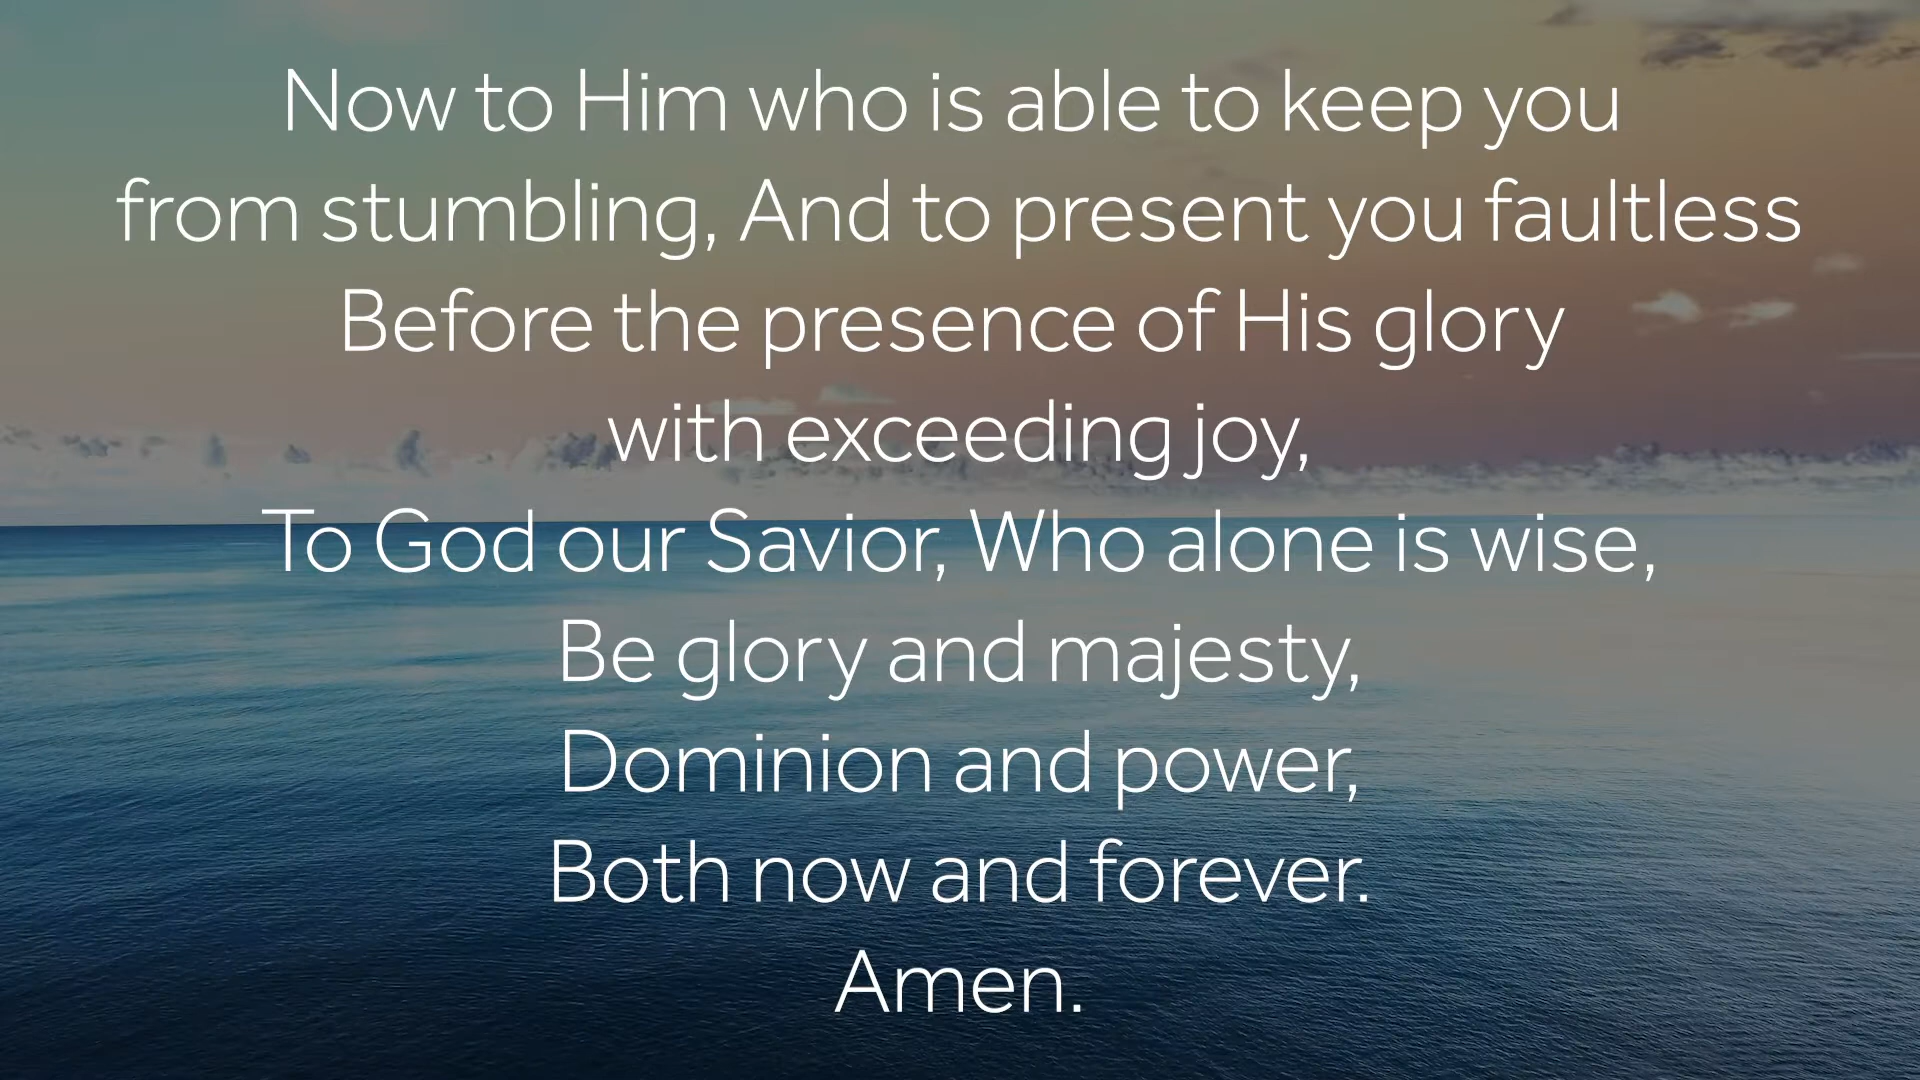 Now to Him who is able to keep you
from stumbling, And to present you faultless
Before the presence of His glory
with exceeding joy,
To God our Savior, Who alone is wise,
Be glory and majesty,
Dominion and power,
Both now and forever.
Amen.